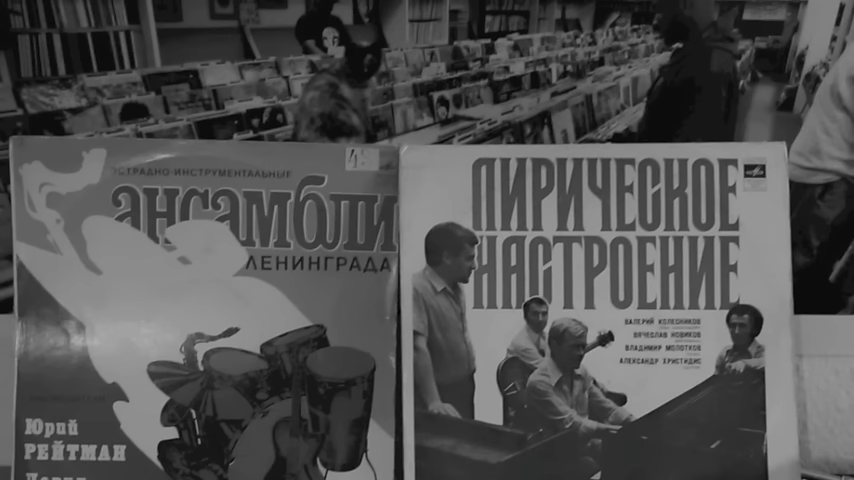 ЭСТРАДНО-ИНСТРУМЕНТАЛЬНЫЕ
ансамбли
ЛЕНИНГРАДА
Юрий
РЕЙТМАН
ЛИРИЧЕСКОЕ
НАСТРОЕНИЕ
ВАЛЕРИЙ КОЛЕСНИКОВ
ВЯЧЕСЛАВ НОВИКОВ
ВЛАДИМИР МОЛОТКОВ
АЛЕКСАНДР ХРИСТИДИС